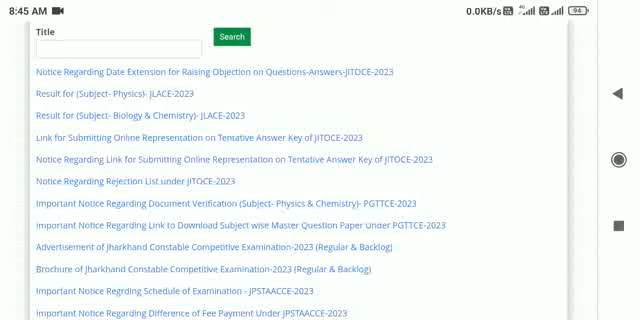 8:45 AM
0.0KB/s
4G
94
Title
Search
Notice Regarding Date Extension for Raising Objection on Questions-Answers-JITOCE-2023
Result for (Subject- Physics)- JLACE-2023
Result for (Subject- Biology & Chemistry)- JLACE-2023
Link for Submitting Online Representation on Tentative Answer Key of JITOCE-2023
Notice Regarding Link for Submitting Online Representation on Tentative Answer Key of JITOCE-2023
Notice Regarding Rejection List under JITOCE-2023
Important Notice Regarding Document Verification (Subject- Physics & Chemistry)- PGTTCE-2023
Important Notice Regarding Link to Download Subject wise Master Question Paper under PGTTCE-2023
Advertisement of Jharkhand Constable Competitive Examination-2023 (Regular & Backlog)
Brochure of Jharkhand Constable Competitive Examination-2023 (Regular & Backlog)
Important Notice Regrding Schedule of Examination - JPSTAACCE-2023
Important Notice Regarding Difference of Fee Payment Under JPSTAACCE-2023